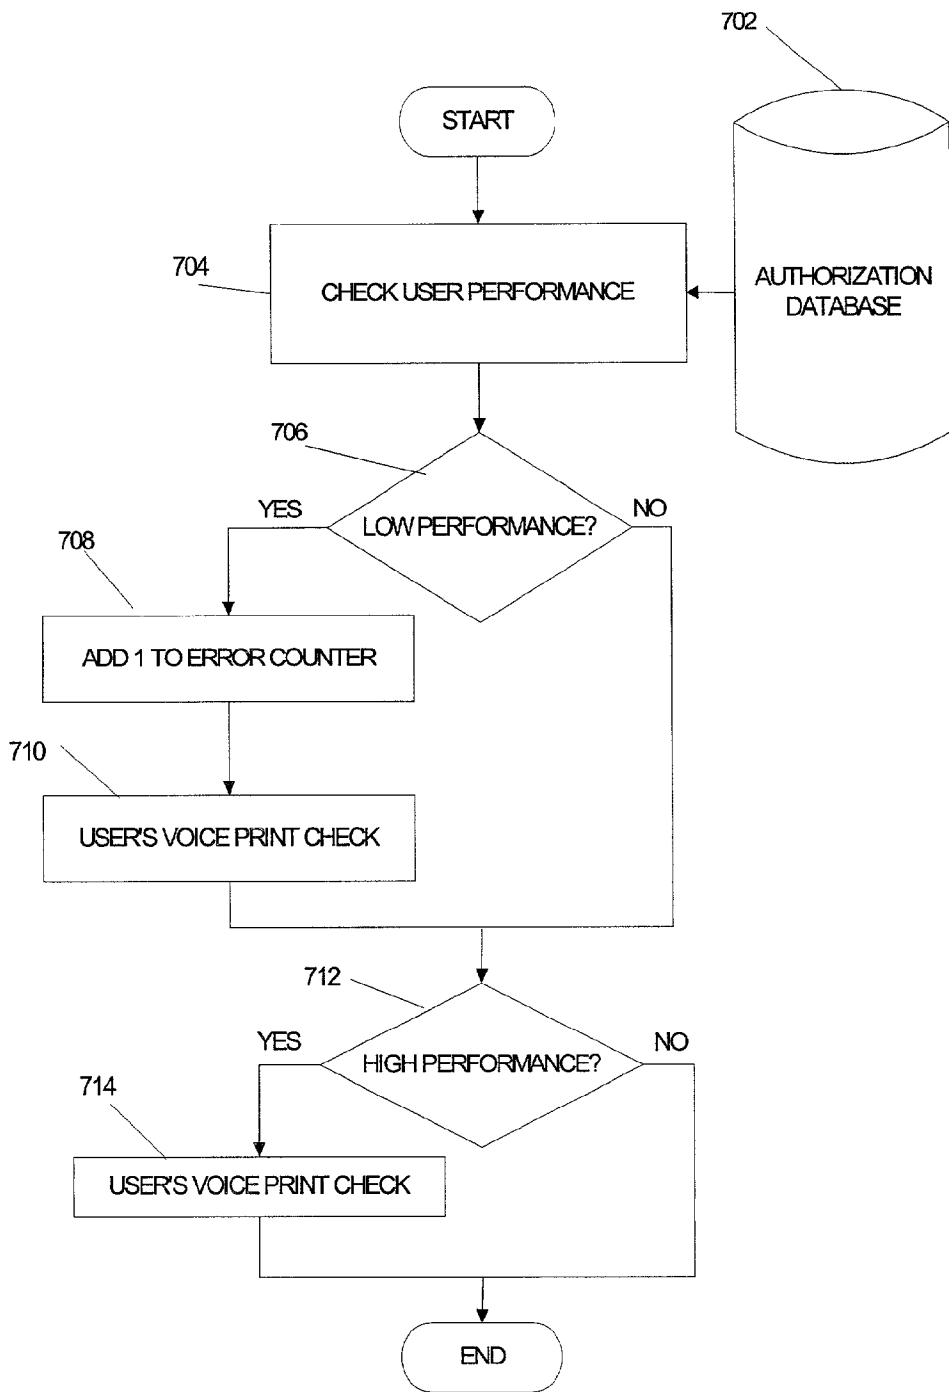 702
START
704
CHECK USER PERFORMANCE
AUTHORIZATION
DATABASE
706
YES
LOW PERFORMANCE?
NO
708
ADD 1 TO ERROR COUNTER
710
USER'S VOICE PRINT CHECK
712
YES
HIGH PERFORMANCE?
NO
714
USER'S VOICE PRINT CHECK
END